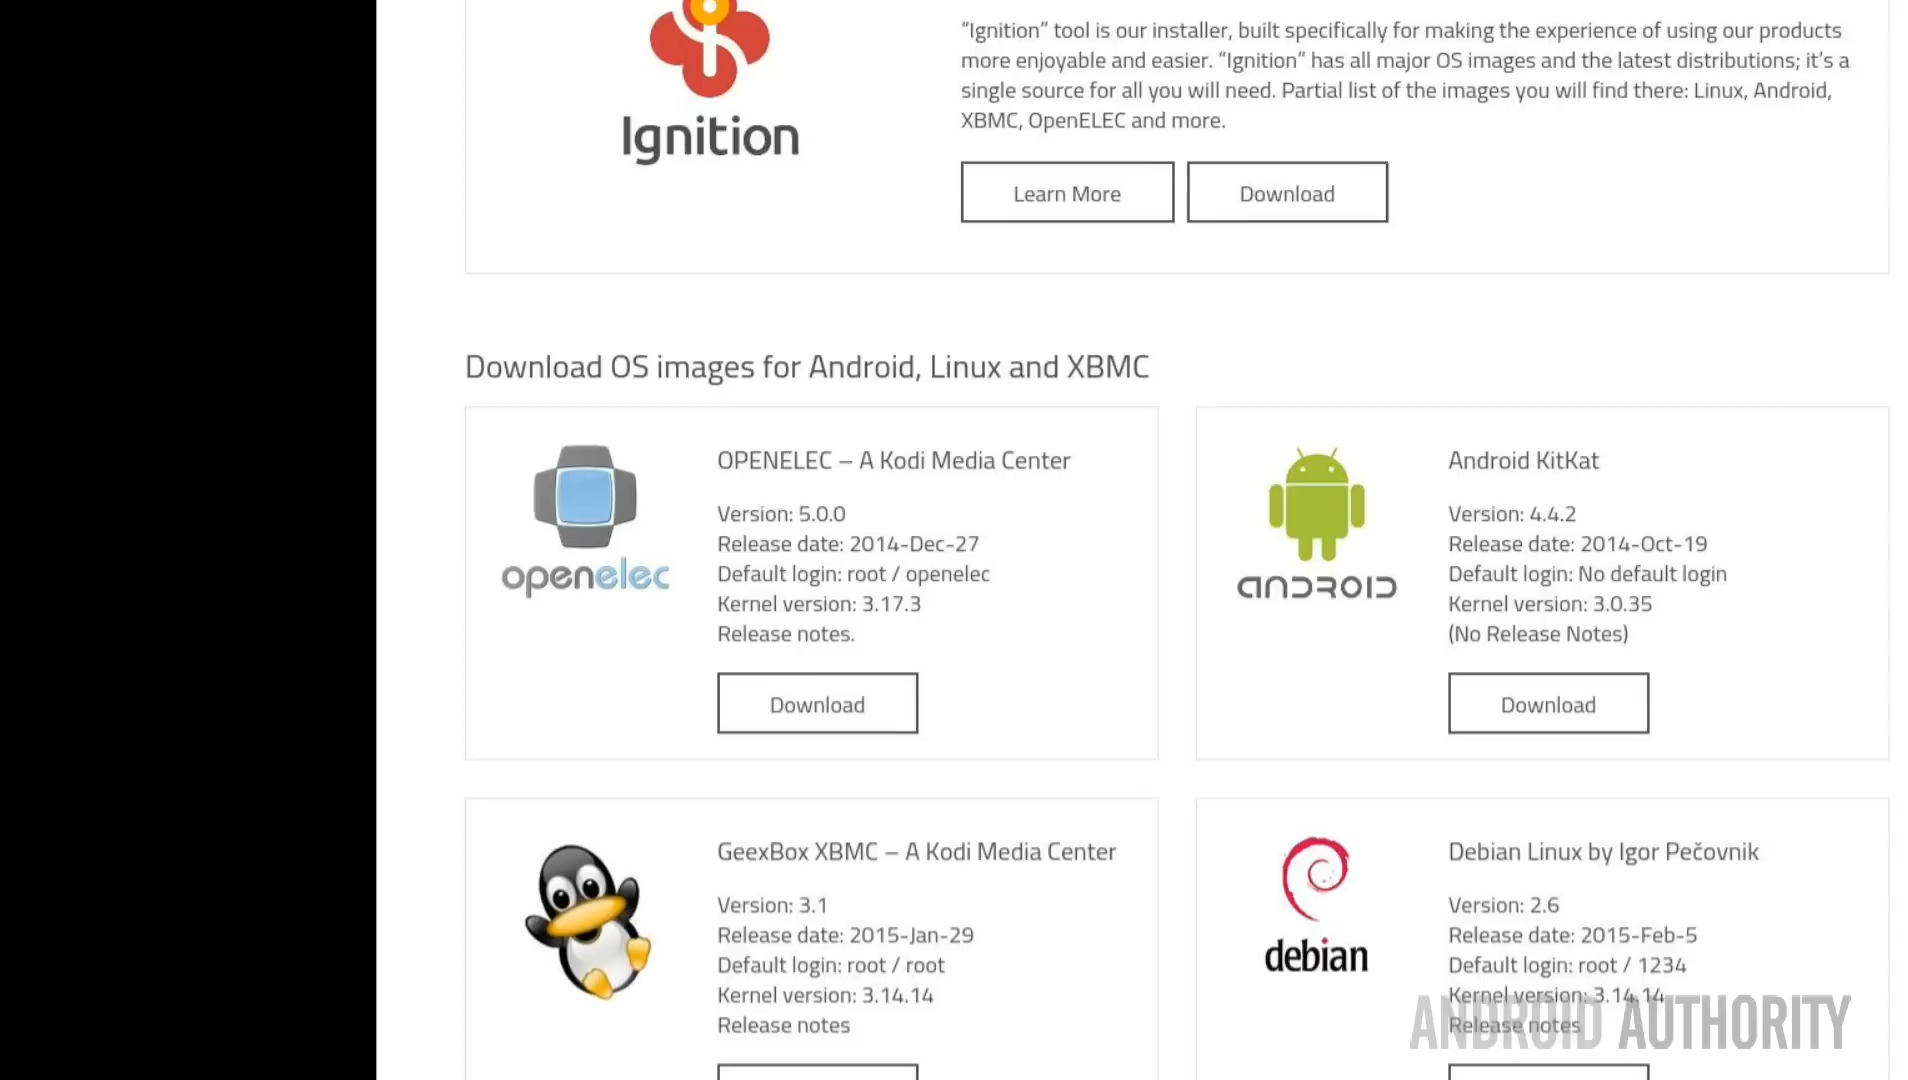 “Ignition” tool is our installer, built specifically for making the experience of using our products
more enjoyable and easier. “Ignition” has all major OS images and the latest distributions; it’s a
single source for all you will need. Partial list of the images you will find there: Linux, Android,
XBMC, OpenELEC and more.
Ignition
Learn More
Download
Download OS images for Android, Linux and XBMC
openelec
OPENELEC – A Kodi Media Center
Version: 5.0.0
Release date: 2014-Dec-27
Default login: root / openelec
Kernel version: 3.17.3
Release notes.
Download
ANDROID
Android KitKat
Version: 4.4.2
Release date: 2014-Oct-19
Default login: No default login
Kernel version: 3.0.35
(No Release Notes)
Download
GeexBox XBMC – A Kodi Media Center
Version: 3.1
Release date: 2015-Jan-29
Default login: root / root
Kernel version: 3.14.14
Release notes
debian
Debian Linux by Igor Pečovnik
Version: 2.6
Release date: 2015-Feb-5
Default login: root / 1234
Kernel version: 3.14.14
Release notes
ANDROID AUTHORITY